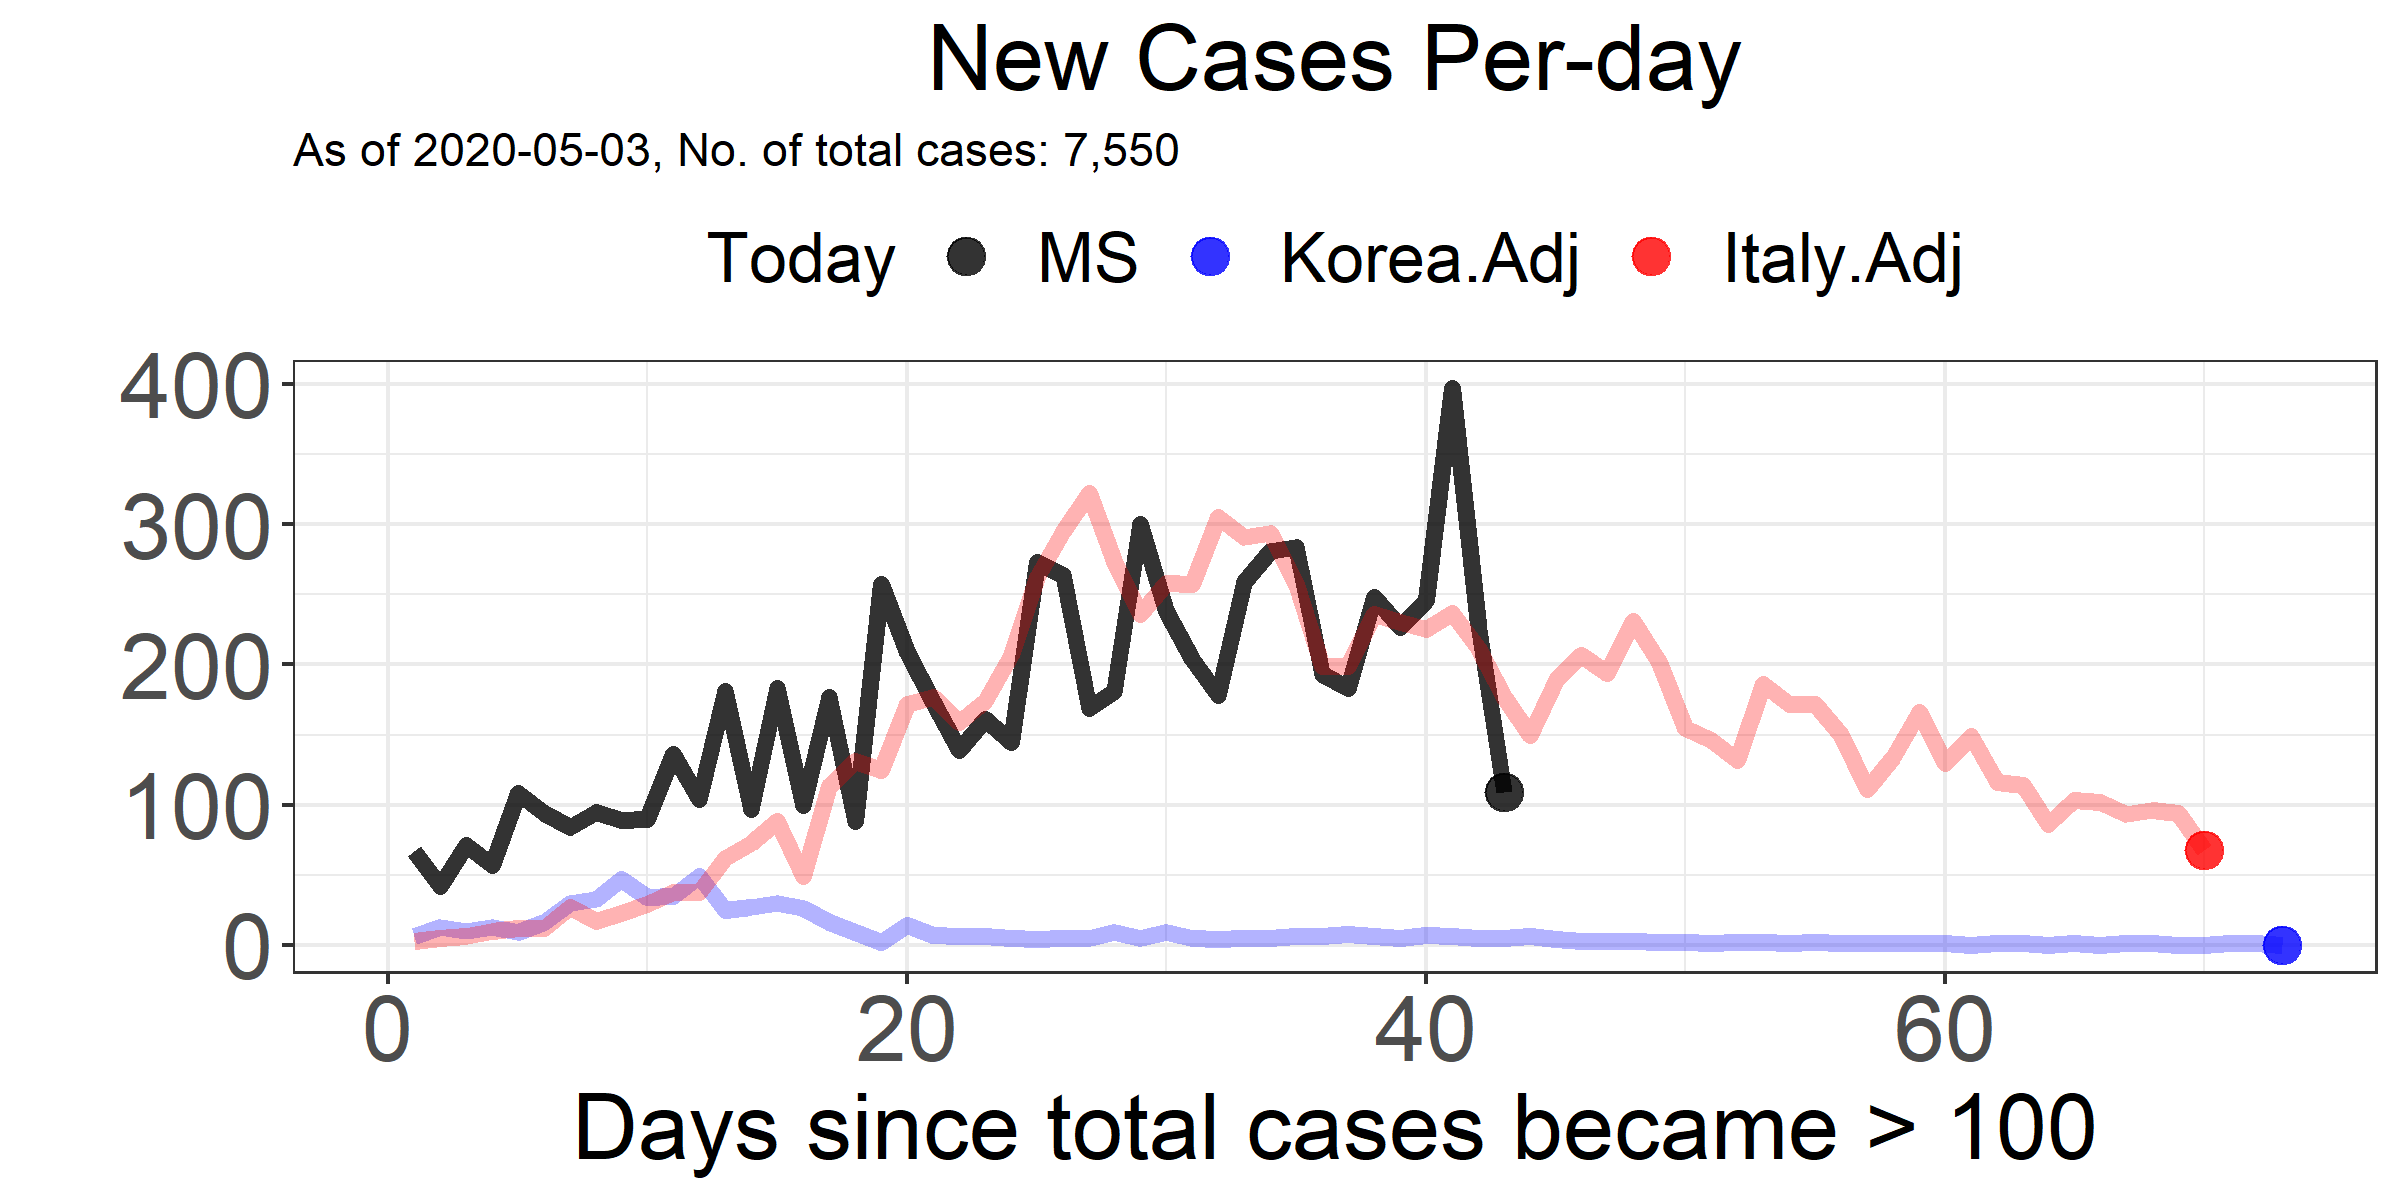 New Cases Per-day
As of 2020-05-03, No. of total cases: 7,550
Today MS Korea.Adj Italy.Adj
400
300
200
100
0
0 20 40 60
Days since total cases became > 100